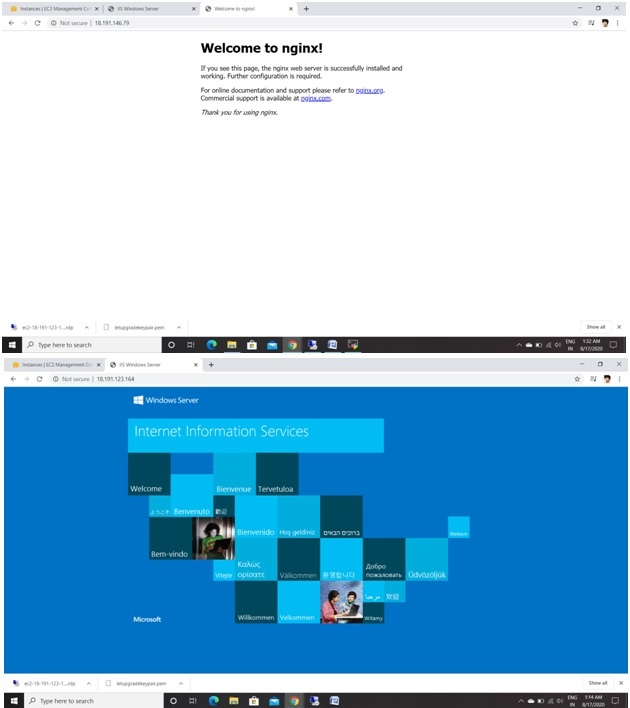 Instances | EC2 Management Co
IIS Windows Server
Welcome to nginx!
Not secure | 18.191.146.79
Welcome to nginx!
If you see this page, the nginx web server is successfully installed and
working. Further configuration is required.
For online documentation and support please refer to nginx.org.
Commercial support is available at nginx.com.
Thank you for using nginx.
ec2-18-191-123-1....rdp
letupgradekeypair.pem
Show all
Type here to search
ENG
IN
1:32 AM
8/17/2020
Instances | EC2 Management Co
IIS Windows Server
Not secure | 18.191.123.164
Windows Server
Internet Information Services
Welcome
Bienvenue
Tervetuloa
ようこそ
Benvenuto
歡迎
Bienvenido
Hoş geldiniz
ברוכים הבאים
Welkom
Bem-vindo
Vítejte
Καλώς
ορίσατε
Välkommen
환영합니다
Добро
пожаловать
Üdvözöljük
مرحبا
欢迎
Willkommen
Velkommen
Witamy
Microsoft
ec2-18-191-123-1....rdp
letupgradekeypair.pem
Show all
Type here to search
ENG
IN
1:14 AM
8/17/2020